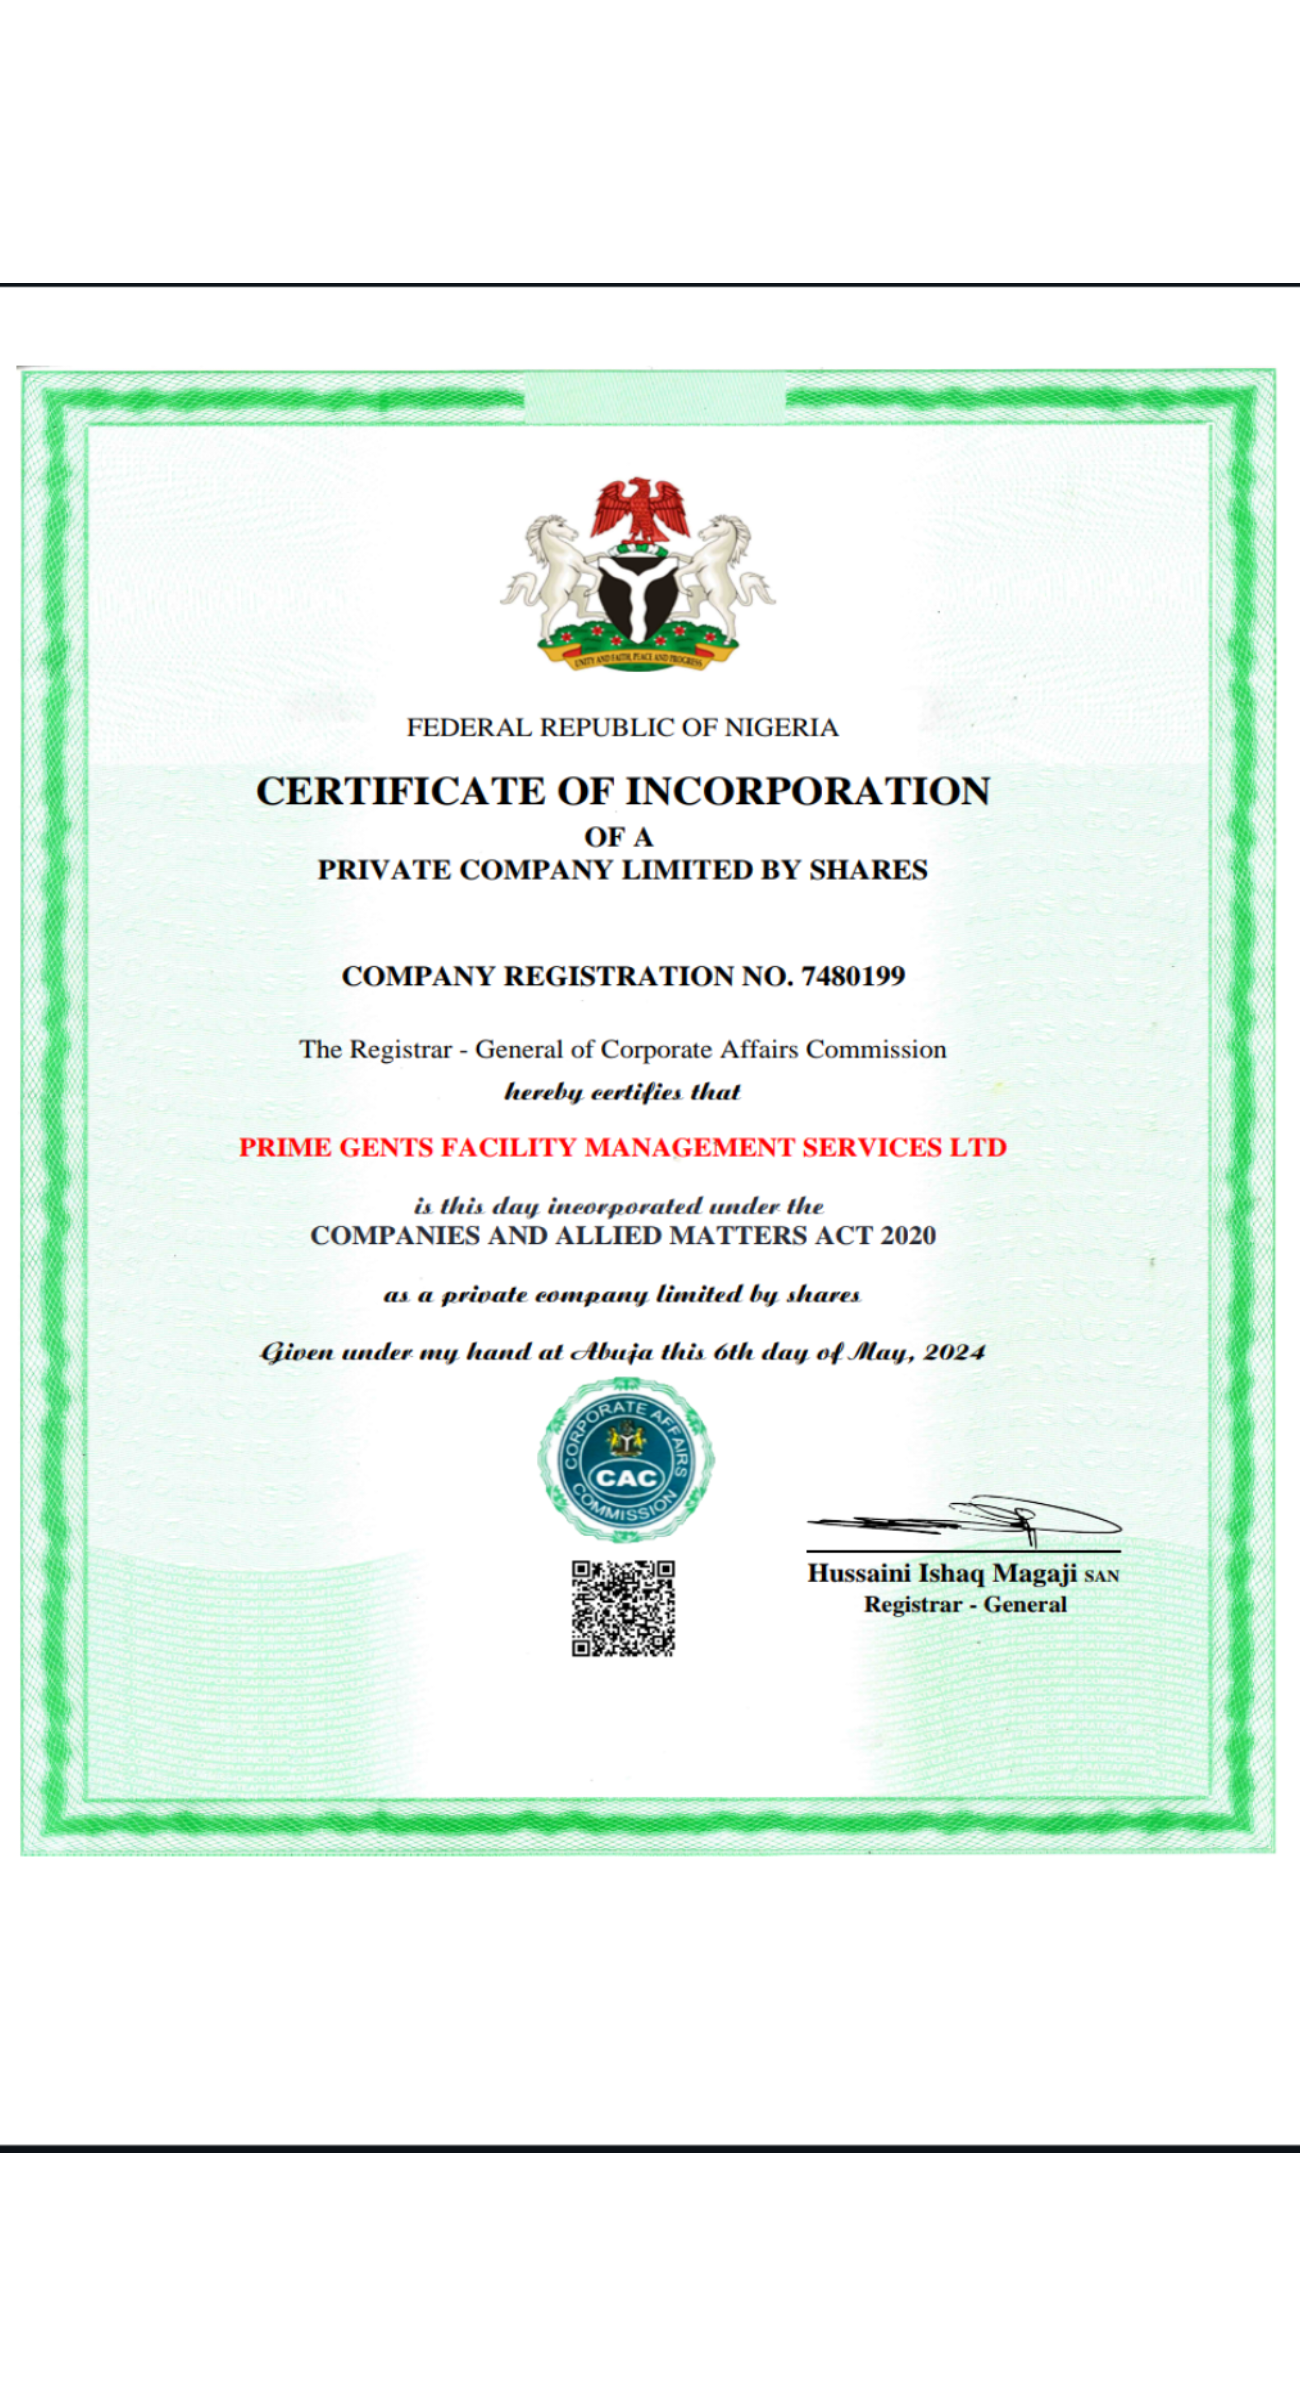 UNITY AND FAITH, PEACE AND PROGRESS
FEDERAL REPUBLIC OF NIGERIA
CERTIFICATE OF INCORPORATION
OF A
PRIVATE COMPANY LIMITED BY SHARES
COMPANY REGISTRATION NO. 7480199
The Registrar - General of Corporate Affairs Commission
hereby certifies that
PRIME GENTS FACILITY MANAGEMENT SERVICES LTD
is this day incorporated under the
COMPANIES AND ALLIED MATTERS ACT 2020
as a private company limited by shares
Given under my hand at Abuja this 6th day of May, 2024
CORPORATE AFFAIRS
CAC
COMMISSION
Hussaini Ishaq Magaji SAN
Registrar - General